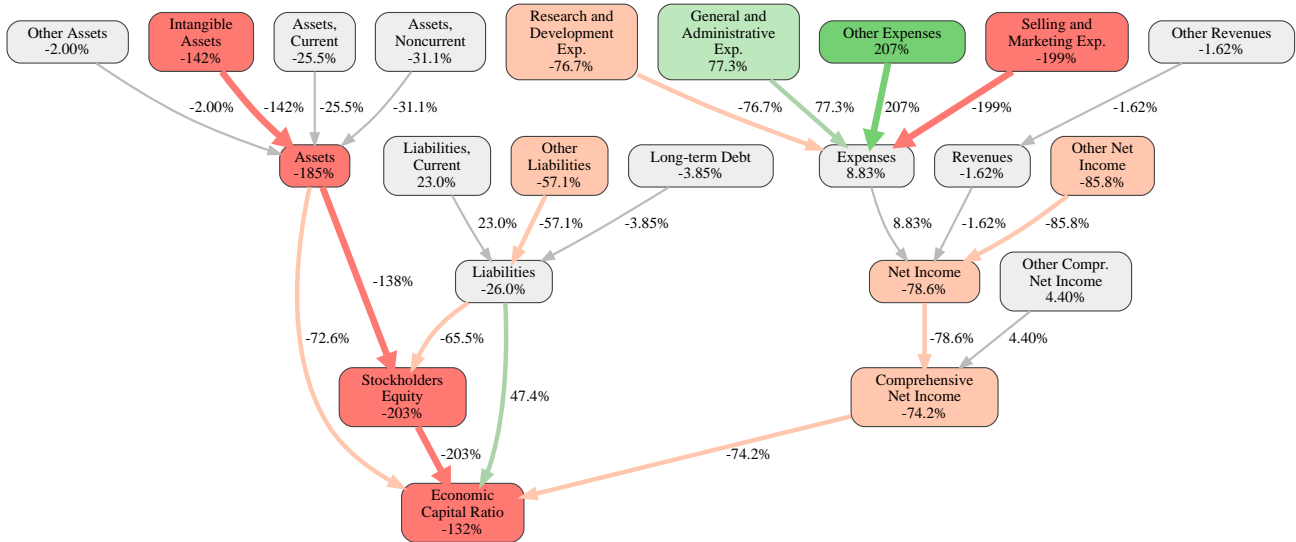 Other Assets
-2.00%
Intangible
Assets
-142%
Assets,
Current
-25.5%
Assets,
Noncurrent
-31.1%
Research and
Development
Exp.
-76.7%
General and
Administrative
Exp.
77.3%
Other Expenses
207%
Selling and
Marketing Exp.
-199%
Other Revenues
-1.62%
-2.00%
-142%
-25.5%
-31.1%
-76.7%
77.3%
207%
-199%
-1.62%
Assets
-185%
Liabilities,
Current
23.0%
Other
Liabilities
-57.1%
Long-term Debt
-3.85%
Expenses
8.83%
Revenues
-1.62%
Other Net
Income
-85.8%
23.0%
-57.1%
-3.85%
8.83%
-1.62%
-85.8%
-138%
Liabilities
-26.0%
Net Income
-78.6%
Other Compr.
Net Income
4.40%
-72.6%
-65.5%
-78.6%
4.40%
Stockholders
Equity
-203%
47.4%
Comprehensive
Net Income
-74.2%
-203%
-74.2%
Economic
Capital Ratio
-132%